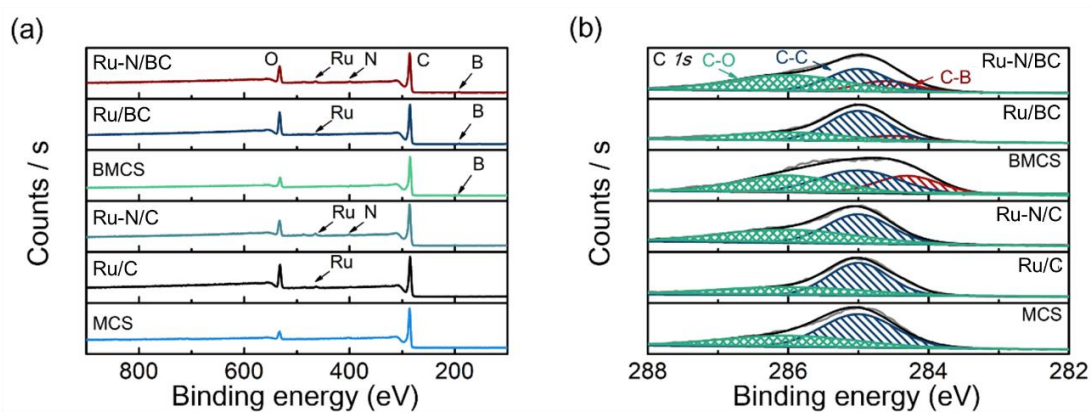 (a)
Ru-N/BC
O
Ru
N
C
B
Ru/BC
Ru
B
BMCS
B
Ru-N/C
Ru
N
Ru/C
Ru
MCS
Counts / s
800
600
400
200
Binding energy (eV)
(b)
C 1s
C-O
C-C
C-B
Ru-N/BC
Ru/BC
BMCS
Ru-N/C
Ru/C
MCS
Counts / s
288
286
284
282
Binding energy (eV)